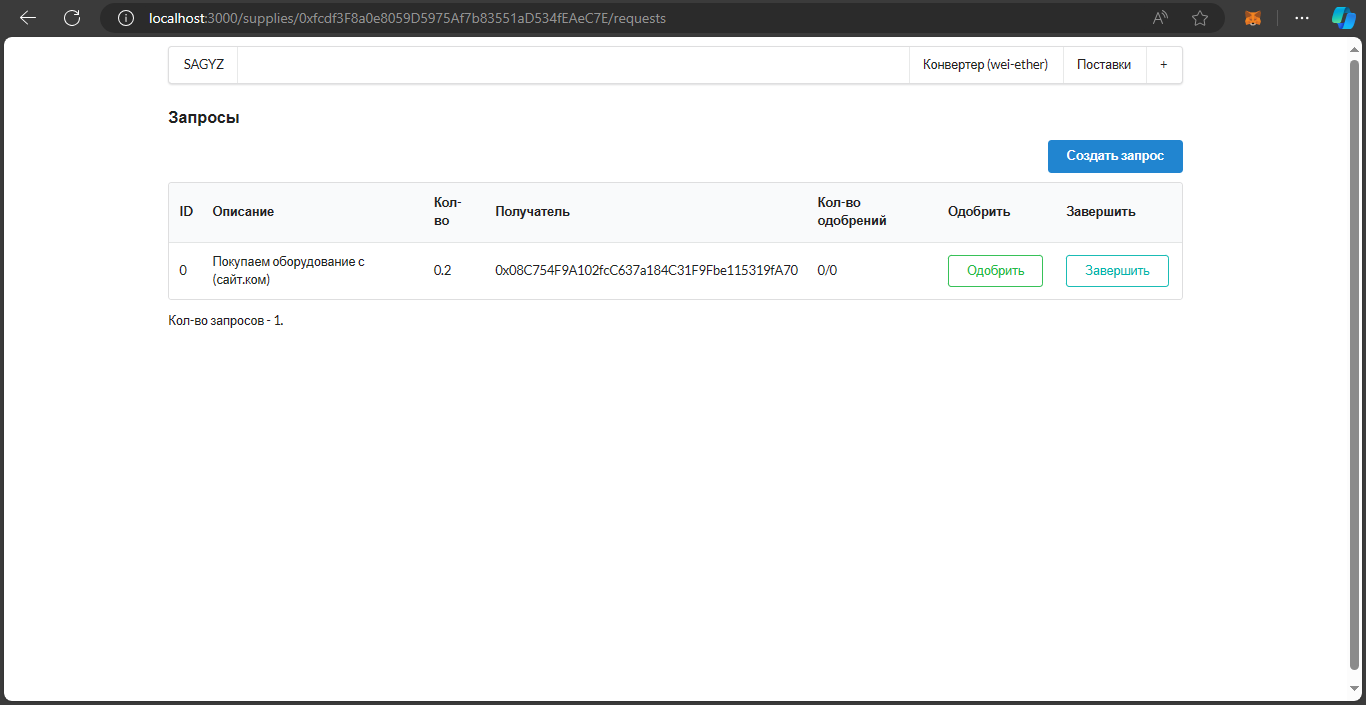 localhost:3000/supplies/0xfcdf3F8a0e8059D5975Af7b83551aD534fEAeC7E/requests
SAGYZ
Конвертер (wei-ether)
Поставки
+
Запросы
Создать запрос
ID Описание Кол-во Получатель Кол-во одобрений Одобрить Завершить
0 Покупаем оборудование с (сайт.ком) 0.2 0x08C754F9A102fcC637a184C31F9Fbe115319fA70 0/0 Одобрить Завершить
Кол-во запросов - 1.